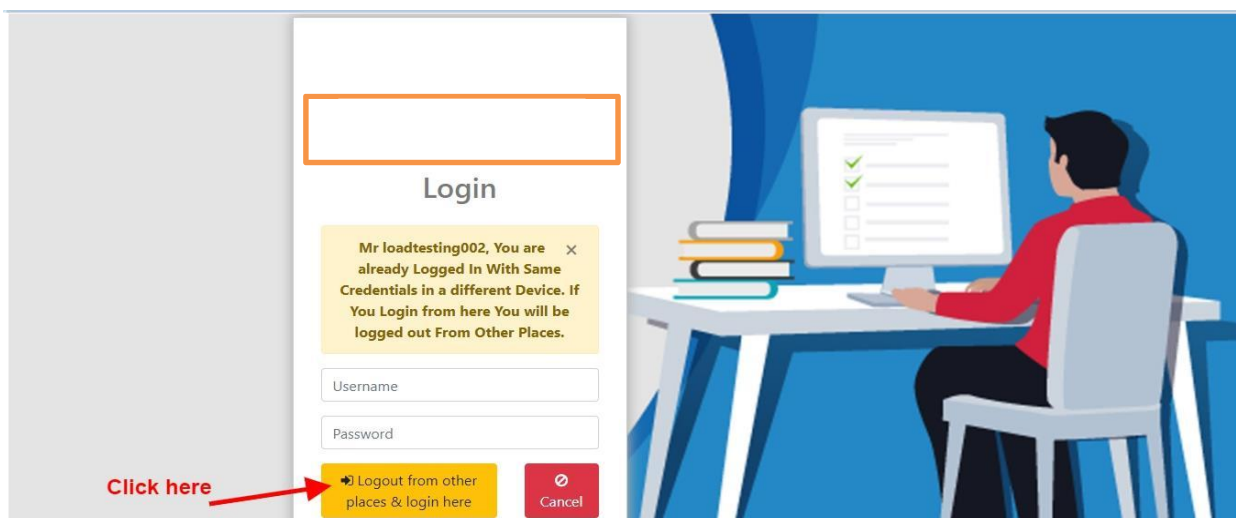 Login
Mr loadtesting002, You are
already Logged In With Same
Credentials in a different Device. If
You Login from here You will be
logged out From Other Places.
×
Username
Password
Click here
Logout from other
places & login here
Cancel